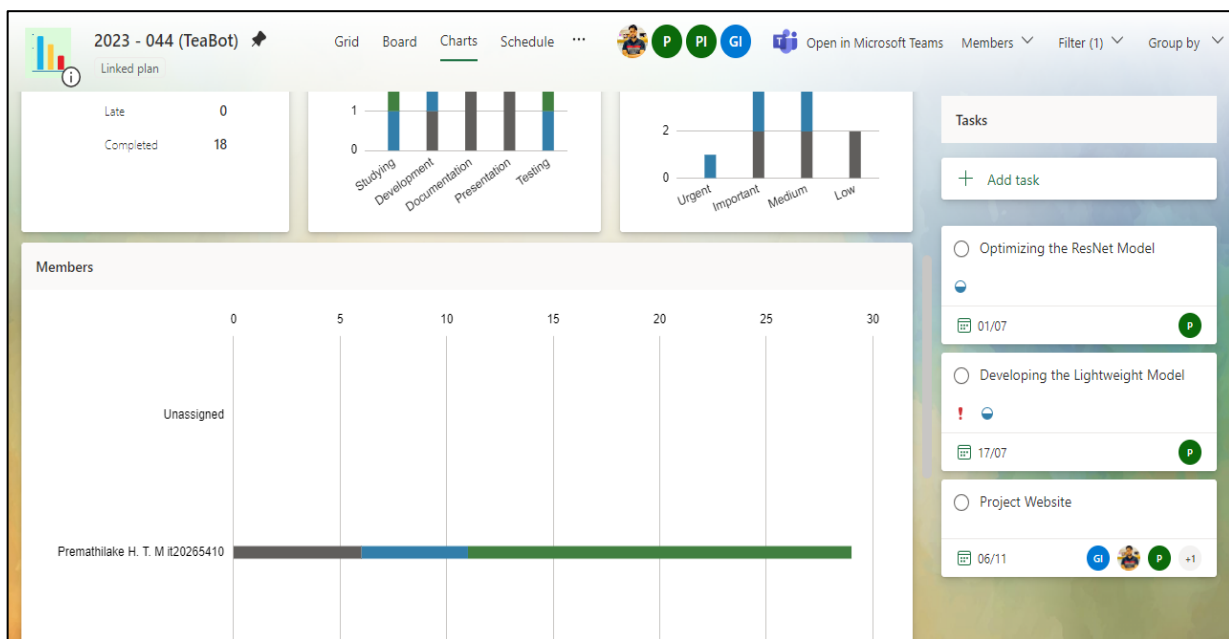 2023 - 044 (TeaBot)
Linked plan
Grid Board Charts Schedule ...
P PI GI
Open in Microsoft Teams Members Filter (1) Group by
Late 0
Completed 18
1
0
Studying Development Documentation Presentation Testing
2
0
Urgent Important Medium Low
Members
0 5 10 15 20 25 30
Unassigned
Premathilake H. T. M it20265410
Tasks
+ Add task
Optimizing the ResNet Model
01/07 P
Developing the Lightweight Model
!
17/07 P
Project Website
06/11 GI P +1